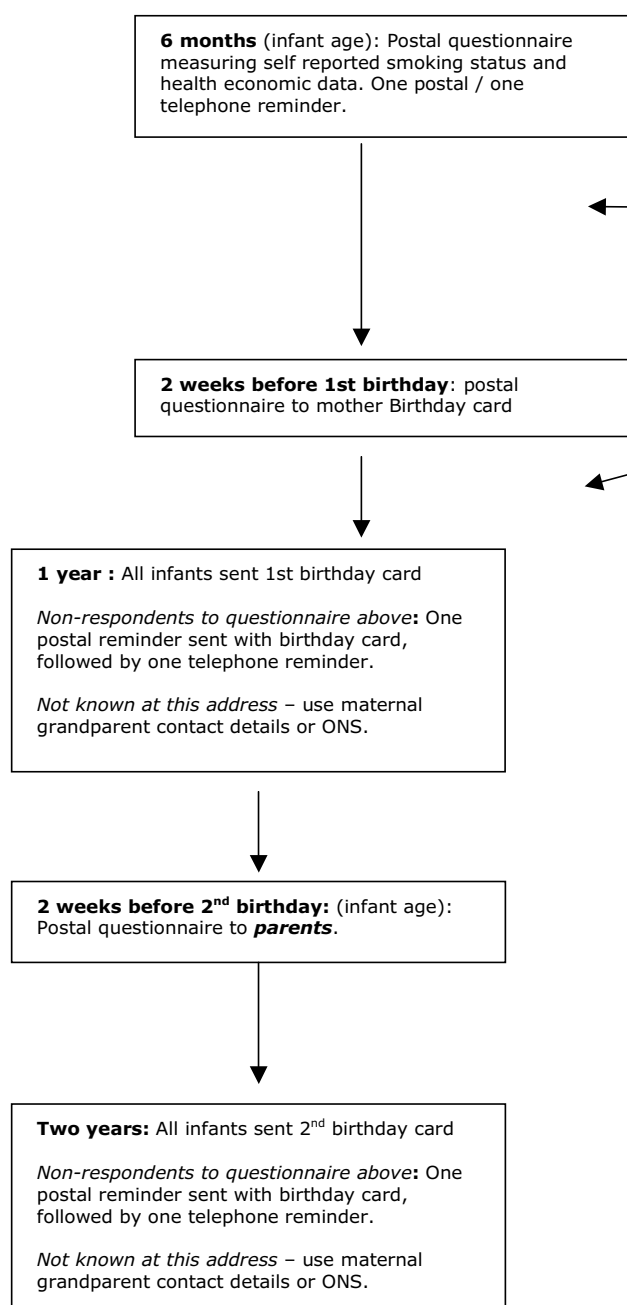 6 months (infant age): Postal questionnaire
measuring self reported smoking status and
health economic data. One postal / one
telephone reminder.
2 weeks before 1st birthday: postal
questionnaire to mother Birthday card
1 year : All infants sent 1st birthday card
Non-respondents to questionnaire above: One
postal reminder sent with birthday card,
followed by one telephone reminder.
Not known at this address – use maternal
grandparent contact details or ONS.
2 weeks before 2nd birthday: (infant age):
Postal questionnaire to parents.
Two years: All infants sent 2nd birthday card
Non-respondents to questionnaire above: One
postal reminder sent with birthday card,
followed by one telephone reminder.
Not known at this address – use maternal
grandparent contact details or ONS.